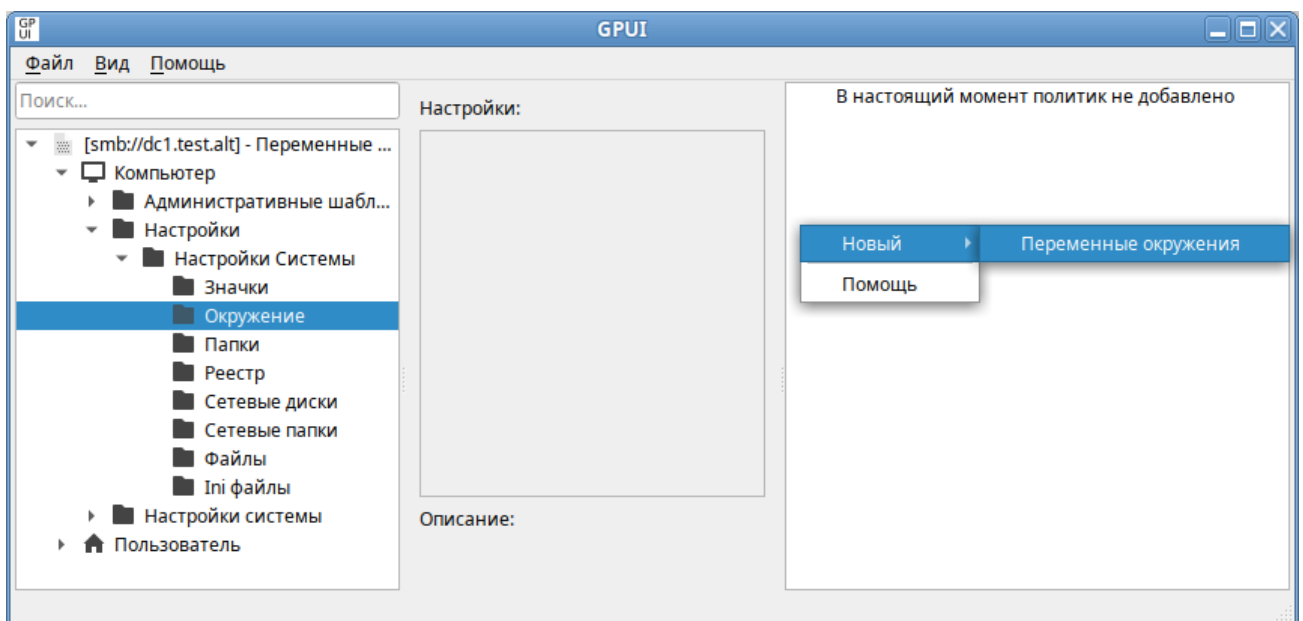 GP
UI
GPUI
Файл Вид Помощь
Поиск...
[smb://dc1.test.alt] - Переменные ...
Компьютер
Административные шабл...
Настройки
Настройки Системы
Значки
Окружение
Папки
Реестр
Сетевые диски
Сетевые папки
Файлы
Ini файлы
Настройки системы
Пользователь
Настройки:
Описание:
В настоящий момент политик не добавлено
Новый
Переменные окружения
Помощь